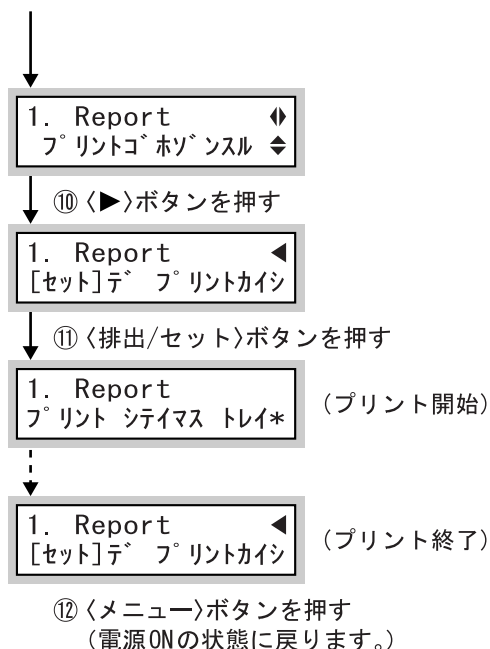 1. Report
プリントゴ ホゾンスル
⑩〈▶〉ボタンを押す
1. Report ◀
[セット]デ プリントカイシ
⑪〈排出/セット〉ボタンを押す
1. Report
プリント シテイマス トレイ*
(プリント開始)
1. Report ◀
[セット]デ プリントカイシ
(プリント終了)
⑫〈メニュー〉ボタンを押す
(電源ONの状態に戻ります。)